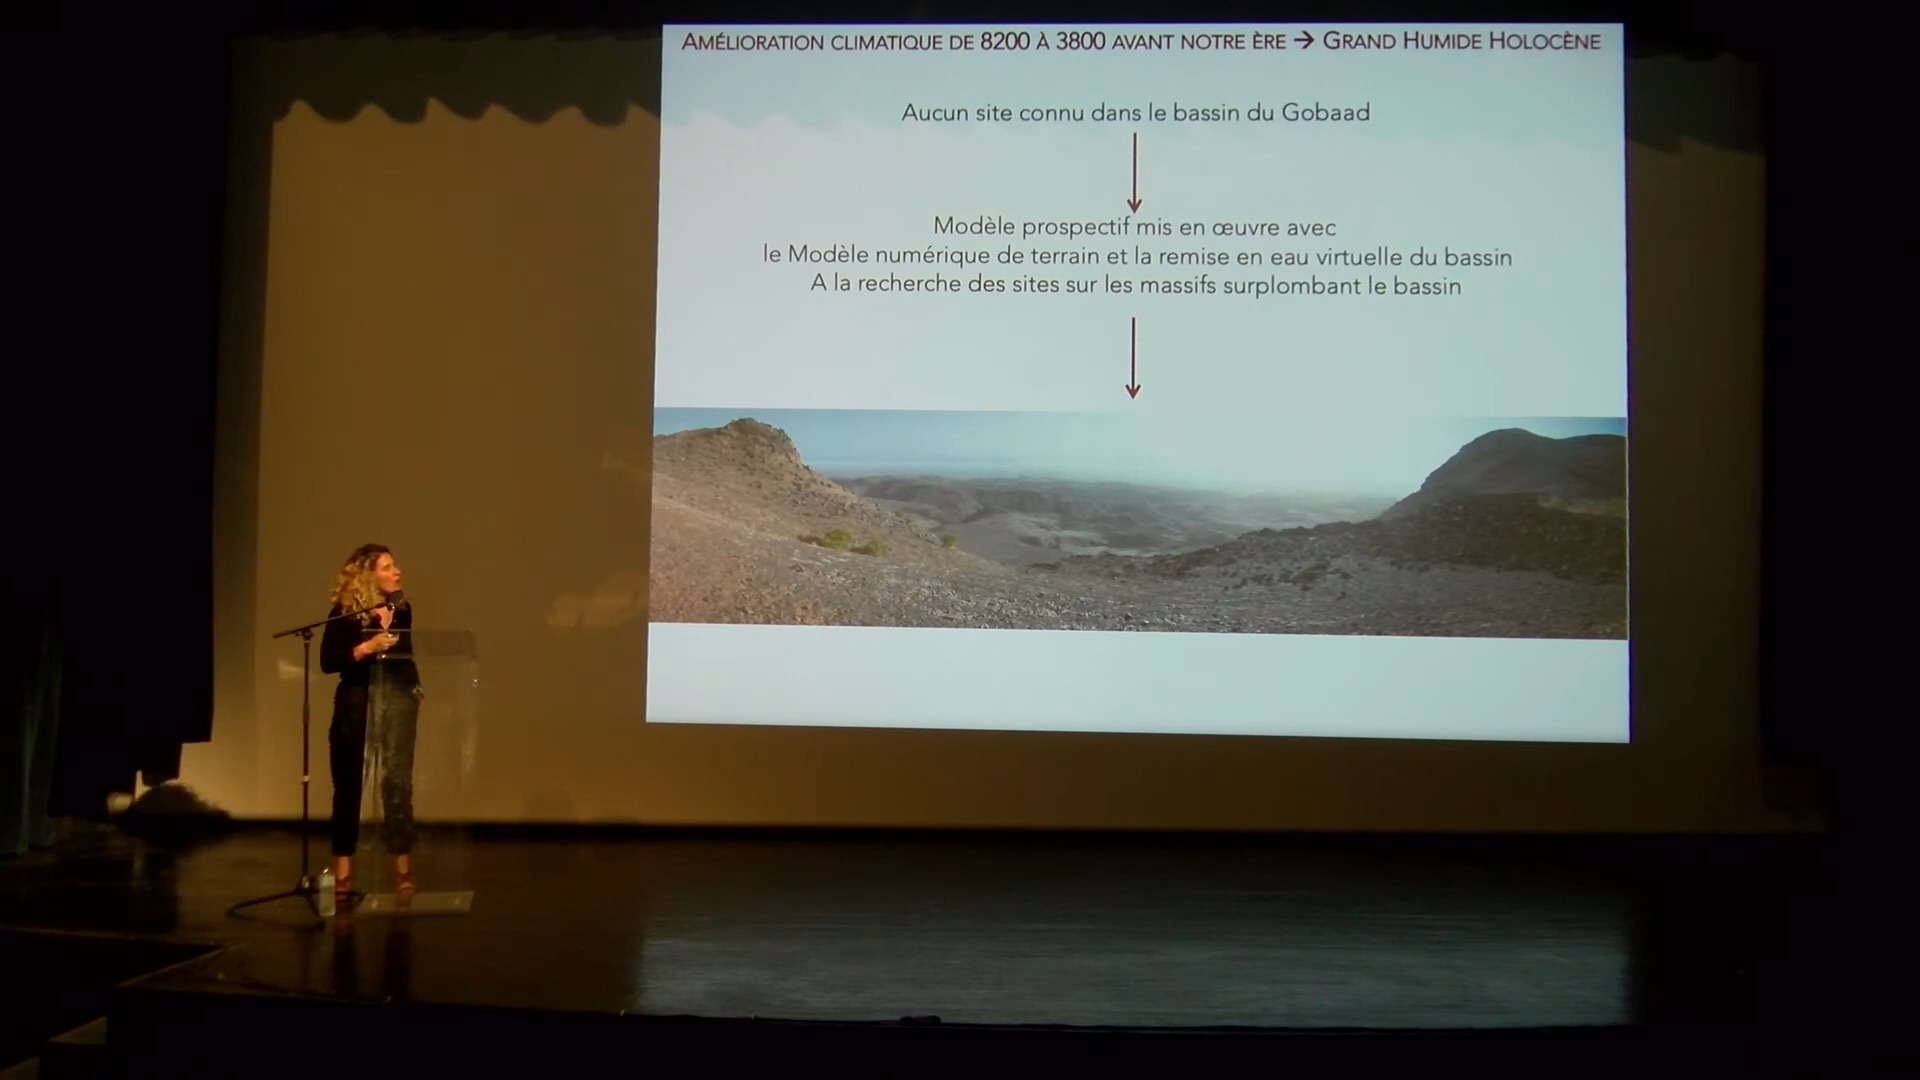 AMÉLIORATION CLIMATIQUE DE 8200 À 3800 AVANT NOTRE ÈRE → GRAND HUMIDE HOLOCÈNE
Aucun site connu dans le bassin du Gobaad
Modèle prospectif mis en œuvre avec
le Modèle numérique de terrain et la remise en eau virtuelle du bassin
A la recherche des sites sur les massifs surplombant le bassin